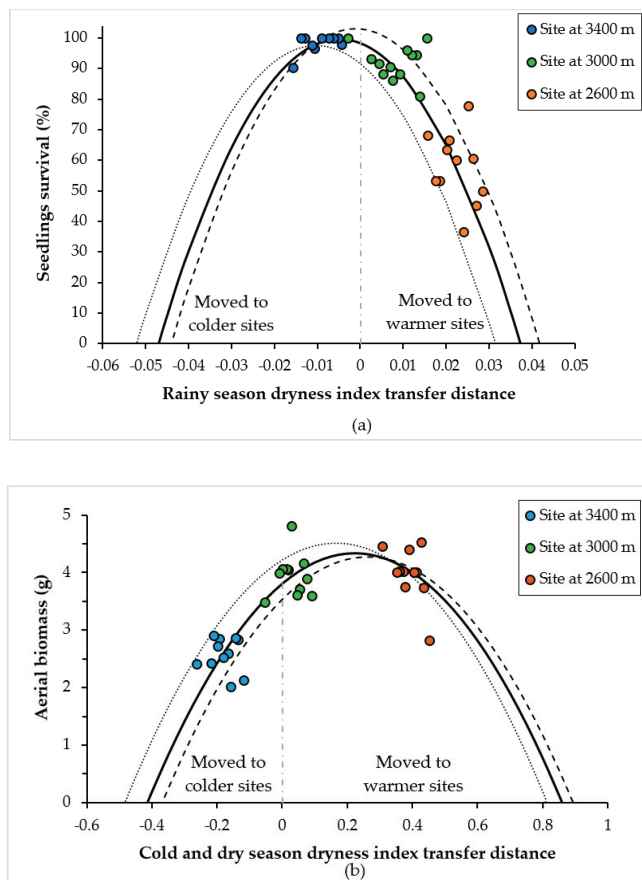 100
90
80
70
60
50
40
30
20
10
0
Seedlings survival (%)
Site at 3400 m
Site at 3000 m
Site at 2600 m
Moved to
colder sites
Moved to
warmer sites
-0.06 -0.05 -0.04 -0.03 -0.02 -0.01 0 0.01 0.02 0.03 0.04 0.05
Rainy season dryness index transfer distance
(a)
5
4
3
2
1
0
Aerial biomass (g)
Site at 3400 m
Site at 3000 m
Site at 2600 m
Moved to
colder sites
Moved to
warmer sites
-0.6 -0.4 -0.2 0 0.2 0.4 0.6 0.8 1
Cold and dry season dryness index transfer distance
(b)